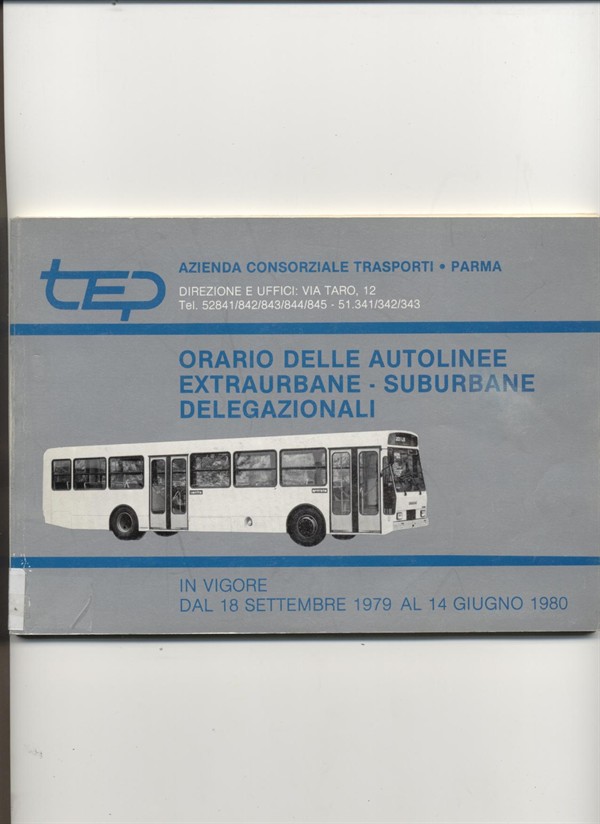 tep
AZIENDA CONSORZIALE TRASPORTI • PARMA
DIREZIONE E UFFICI: VIA TARO, 12
Tel. 52841/842/843/844/845 - 51.341/342/343
ORARIO DELLE AUTOLINEE
EXTRAURBANE - SUBURBANE
DELEGAZIONALI
IN VIGORE
DAL 18 SETTEMBRE 1979 AL 14 GIUGNO 1980